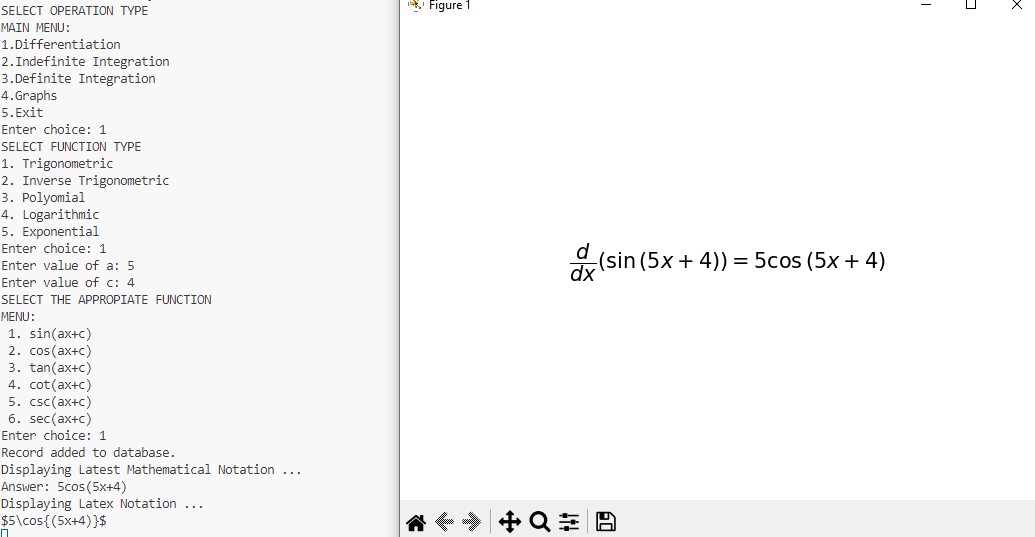 SELECT OPERATION TYPE
MAIN MENU:
1.Differentiation
2.Indefinite Integration
3.Definite Integration
4.Graphs
5.Exit
Enter choice: 1
SELECT FUNCTION TYPE
1. Trigonometric
2. Inverse Trigonometric
3. Polyomial
4. Logarithmic
5. Exponential
Enter choice: 1
Enter value of a: 5
Enter value of c: 4
SELECT THE APPROPIATE FUNCTION
MENU:
1. sin(ax+c)
2. cos(ax+c)
3. tan(ax+c)
4. cot(ax+c)
5. csc(ax+c)
6. sec(ax+c)
Enter choice: 1
Record added to database.
Displaying Latest Mathematical Notation ...
Answer: 5cos(5x+4)
Displaying Latex Notation ...
$5\cos{(5x+4)}$
Figure 1
d/dx (sin (5x + 4)) = 5cos (5x + 4)